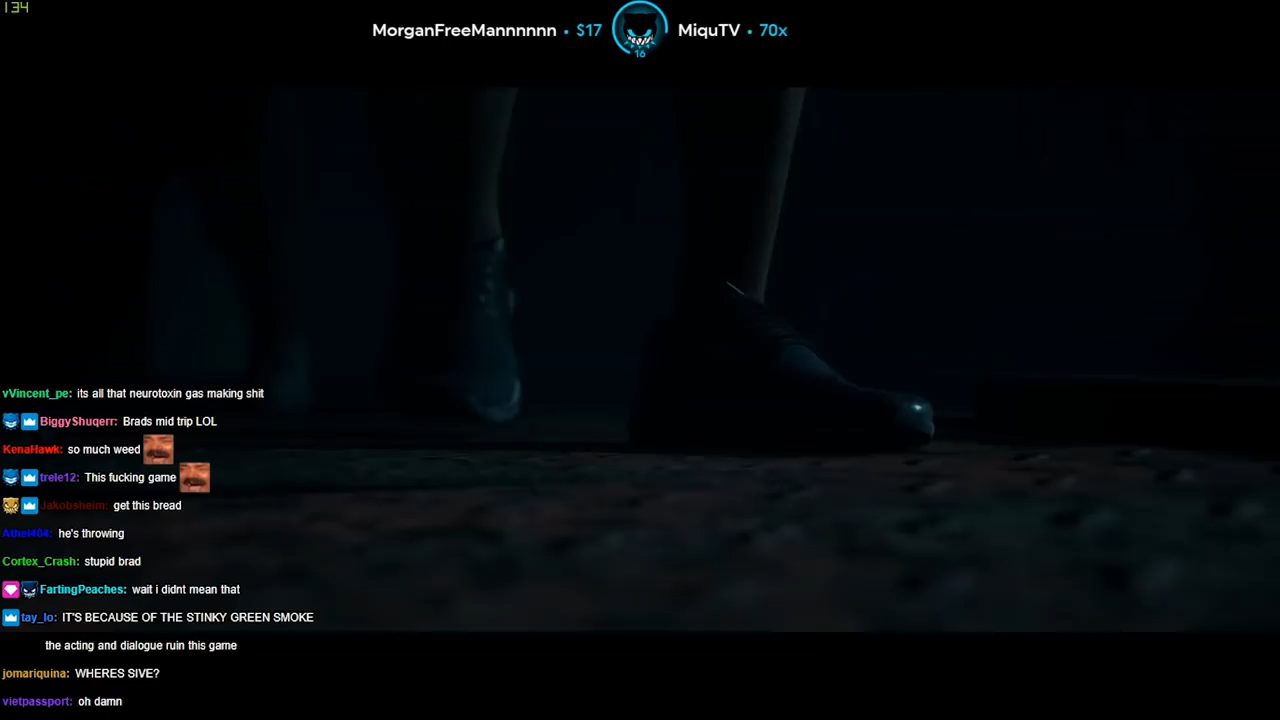 134
MorganFreeMannnnnn • $17
16
MiquTV • 70x
vVincent_pe: its all that neurotoxin gas making shit
BiggyShuqerr: Brads mid trip LOL
KenaHawk: so much weed
trele12: This fucking game
Jakobsheim: get this bread
Athel404: he's throwing
Cortex_Crash: stupid brad
FartingPeaches: wait i didnt mean that
tay_lo: IT'S BECAUSE OF THE STINKY GREEN SMOKE
the acting and dialogue ruin this game
jomariquina: WHERES SIVE?
vietpassport: oh damn